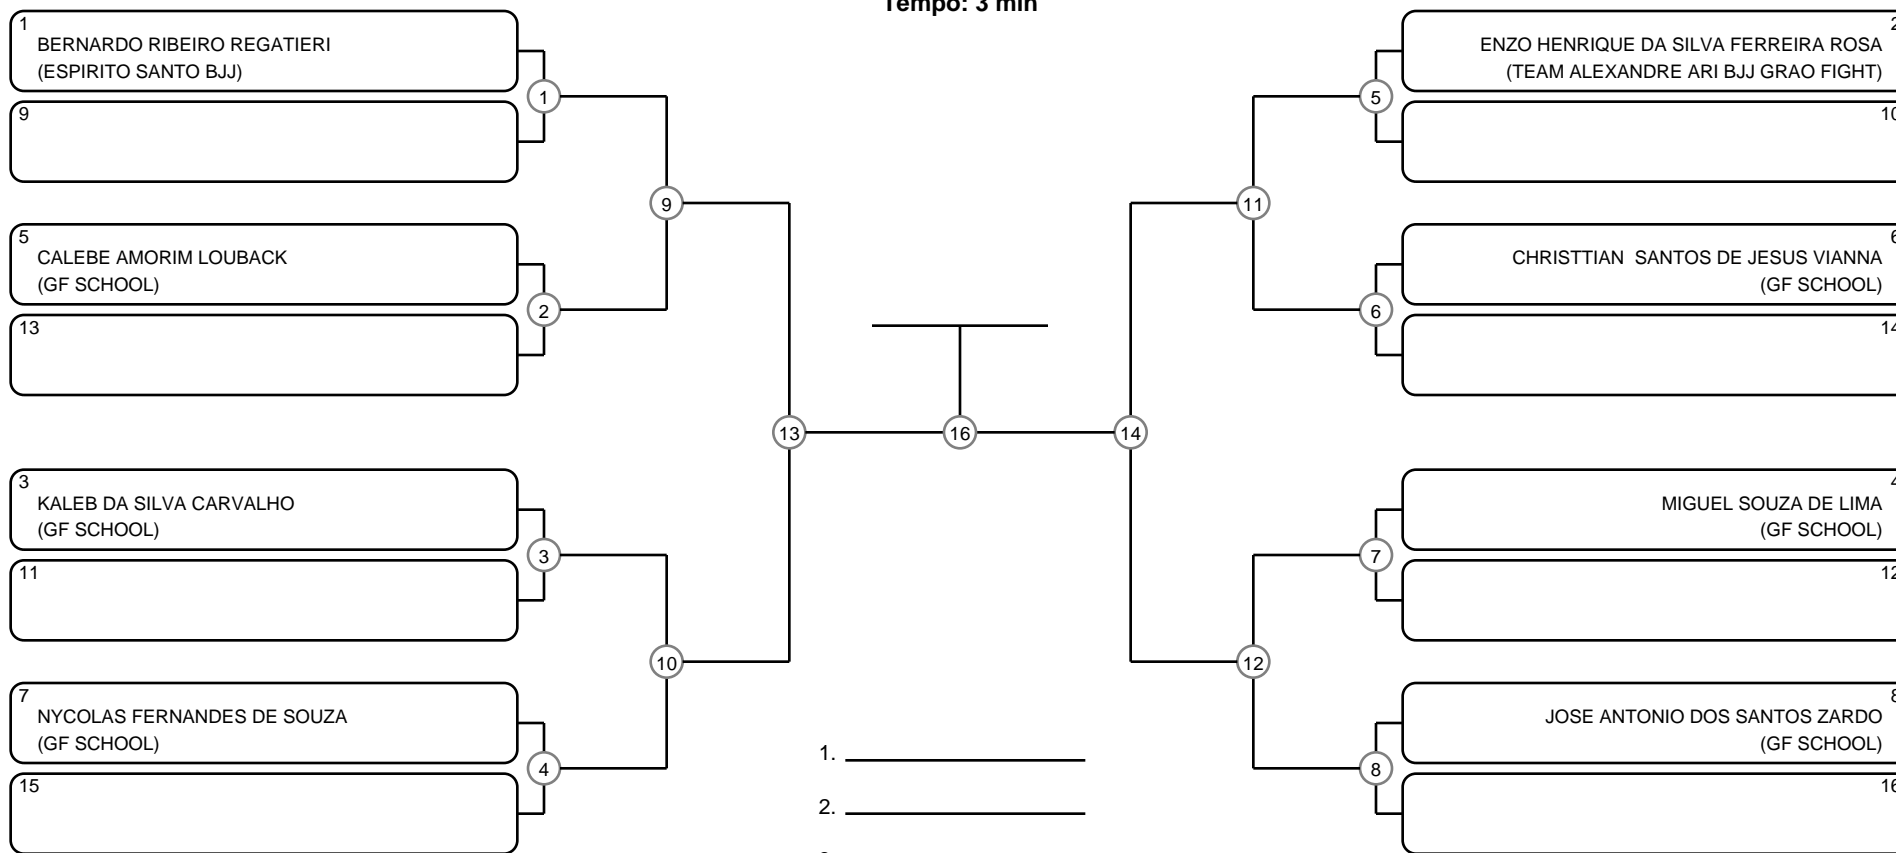 Tempo: 3 min
1
BERNARDO RIBEIRO REGATIERI
(ESPIRITO SANTO BJJ)
1
9
5
CALEBE AMORIM LOUBACK
(GF SCHOOL)
2
13
9
3
KALEB DA SILVA CARVALHO
(GF SCHOOL)
3
11
7
NYCOLAS FERNANDES DE SOUZA
(GF SCHOOL)
4
15
10
13
16
14
1.
2.
2
ENZO HENRIQUE DA SILVA FERREIRA ROSA
(TEAM ALEXANDRE ARI BJJ GRAO FIGHT)
5
10
11
6
CHRISTTIAN  SANTOS DE JESUS VIANNA
(GF SCHOOL)
6
14
4
MIGUEL SOUZA DE LIMA
(GF SCHOOL)
7
12
12
8
JOSE ANTONIO DOS SANTOS ZARDO
(GF SCHOOL)
8
16